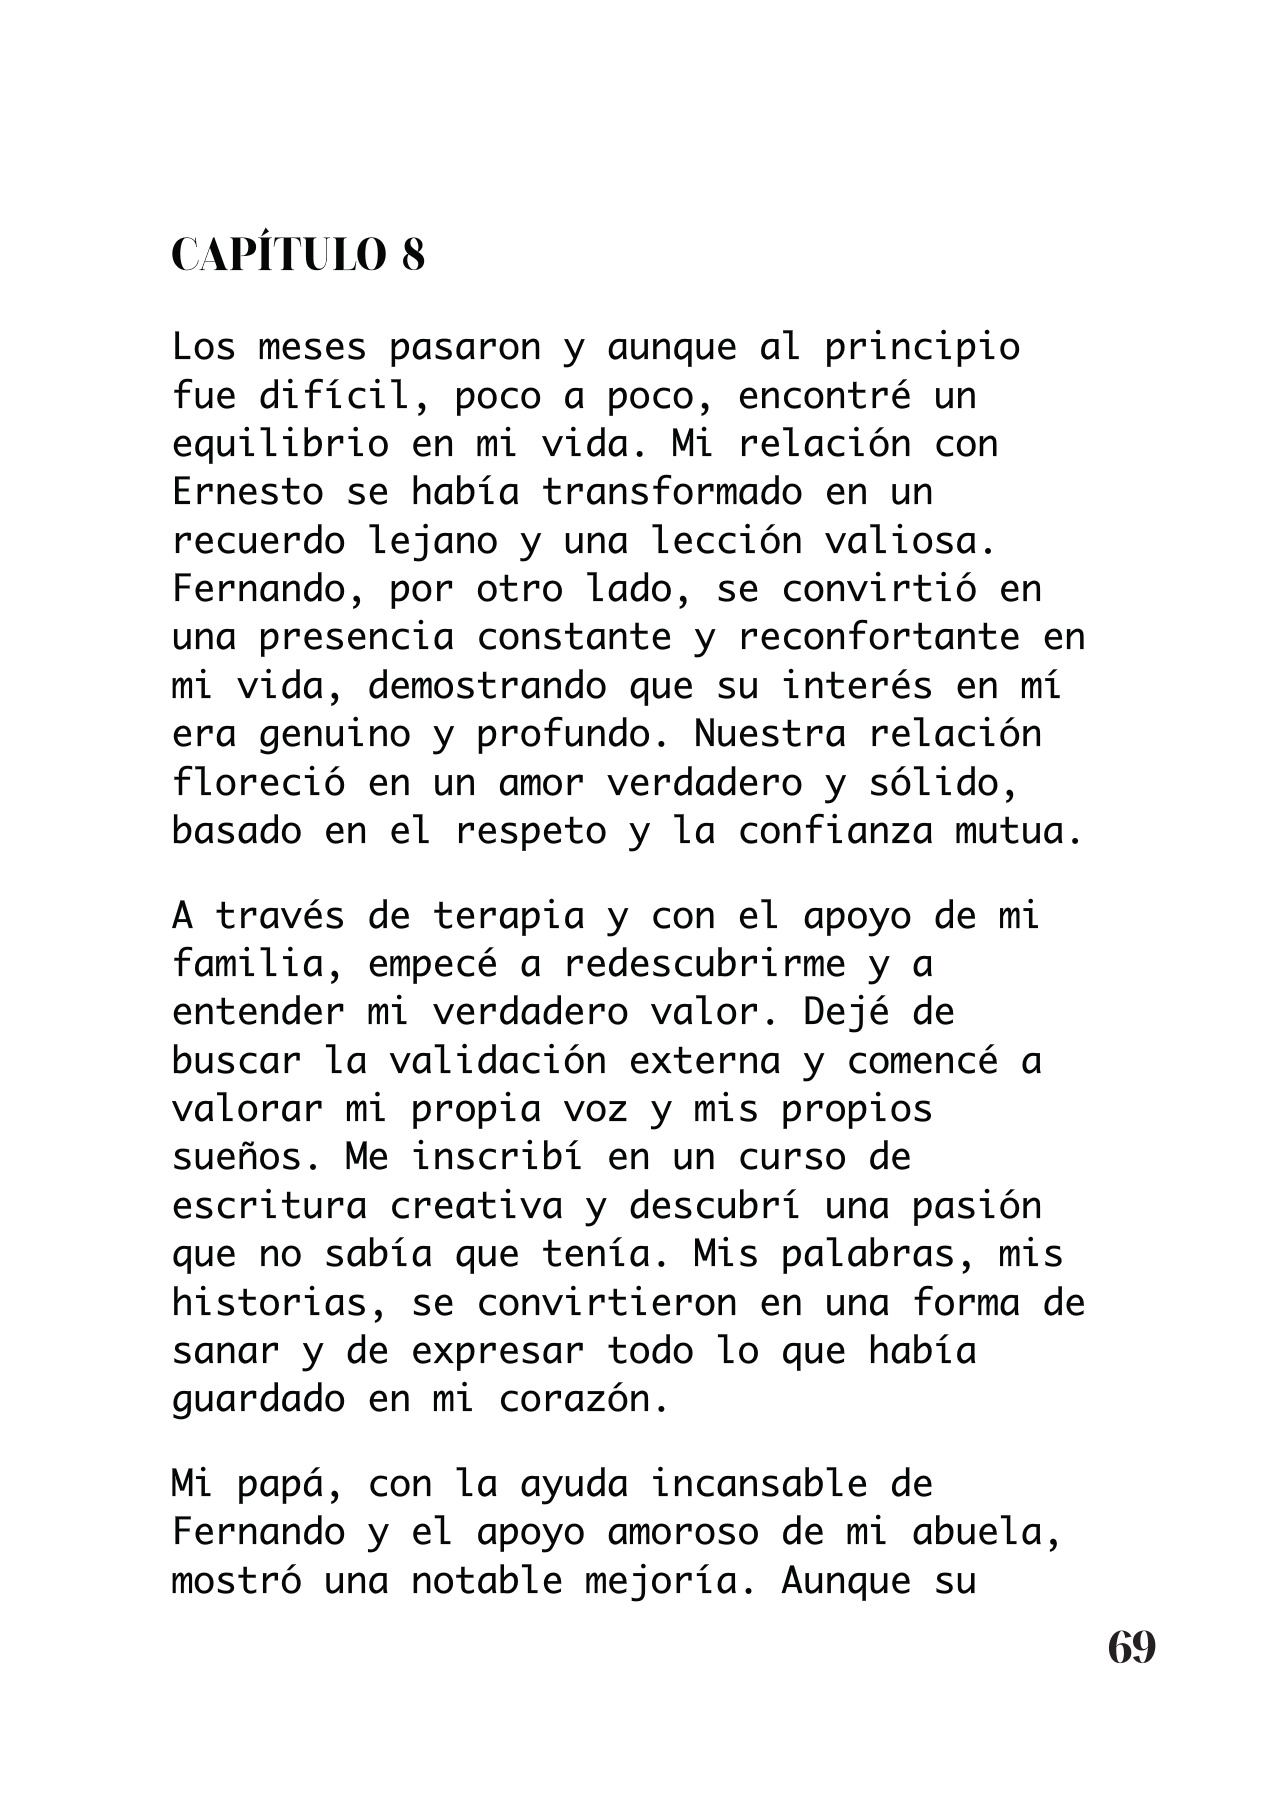 CAPÍTULO 8
Los meses pasaron y aunque al principio
fue difícil, poco a poco, encontré un
equilibrio en mi vida. Mi relación con
Ernesto se había transformado en un
recuerdo lejano y una lección valiosa.
Fernando, por otro lado, se convirtió en
una presencia constante y reconfortante en
mi vida, demostrando que su interés en mí
era genuino y profundo. Nuestra relación
floreció en un amor verdadero y sólido,
basado en el respeto y la confianza mutua.
A través de terapia y con el apoyo de mi
familia, empecé a redescubrirme y a
entender mi verdadero valor. Dejé de
buscar la validación externa y comencé a
valorar mi propia voz y mis propios
sueños. Me inscribí en un curso de
escritura creativa y descubrí una pasión
que no sabía que tenía. Mis palabras, mis
historias, se convirtieron en una forma de
sanar y de expresar todo lo que había
guardado en mi corazón.
Mi papá, con la ayuda incansable de
Fernando y el apoyo amoroso de mi abuela,
mostró una notable mejoría. Aunque su
69